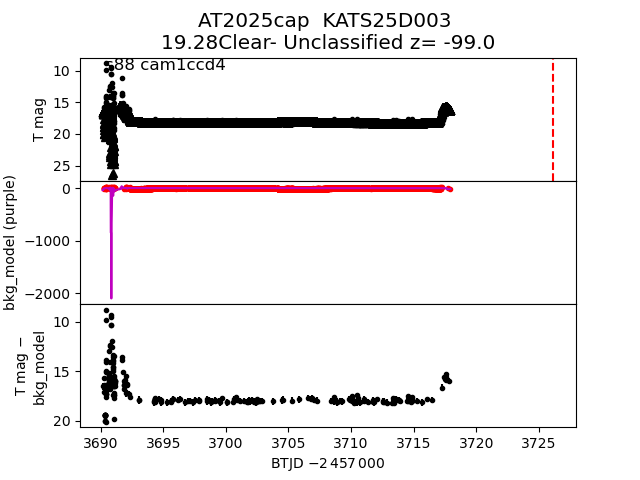 AT2025cap  KATS25D003
19.28Clear- Unclassified z= -99.0
88 cam1ccd4
T mag
10
15
20
25
bkg_model (purple)
0
−1000
−2000
T mag −
bkg_model
10
15
20
3690 3695 3700 3705 3710 3715 3720 3725
BTJD −2 457 000